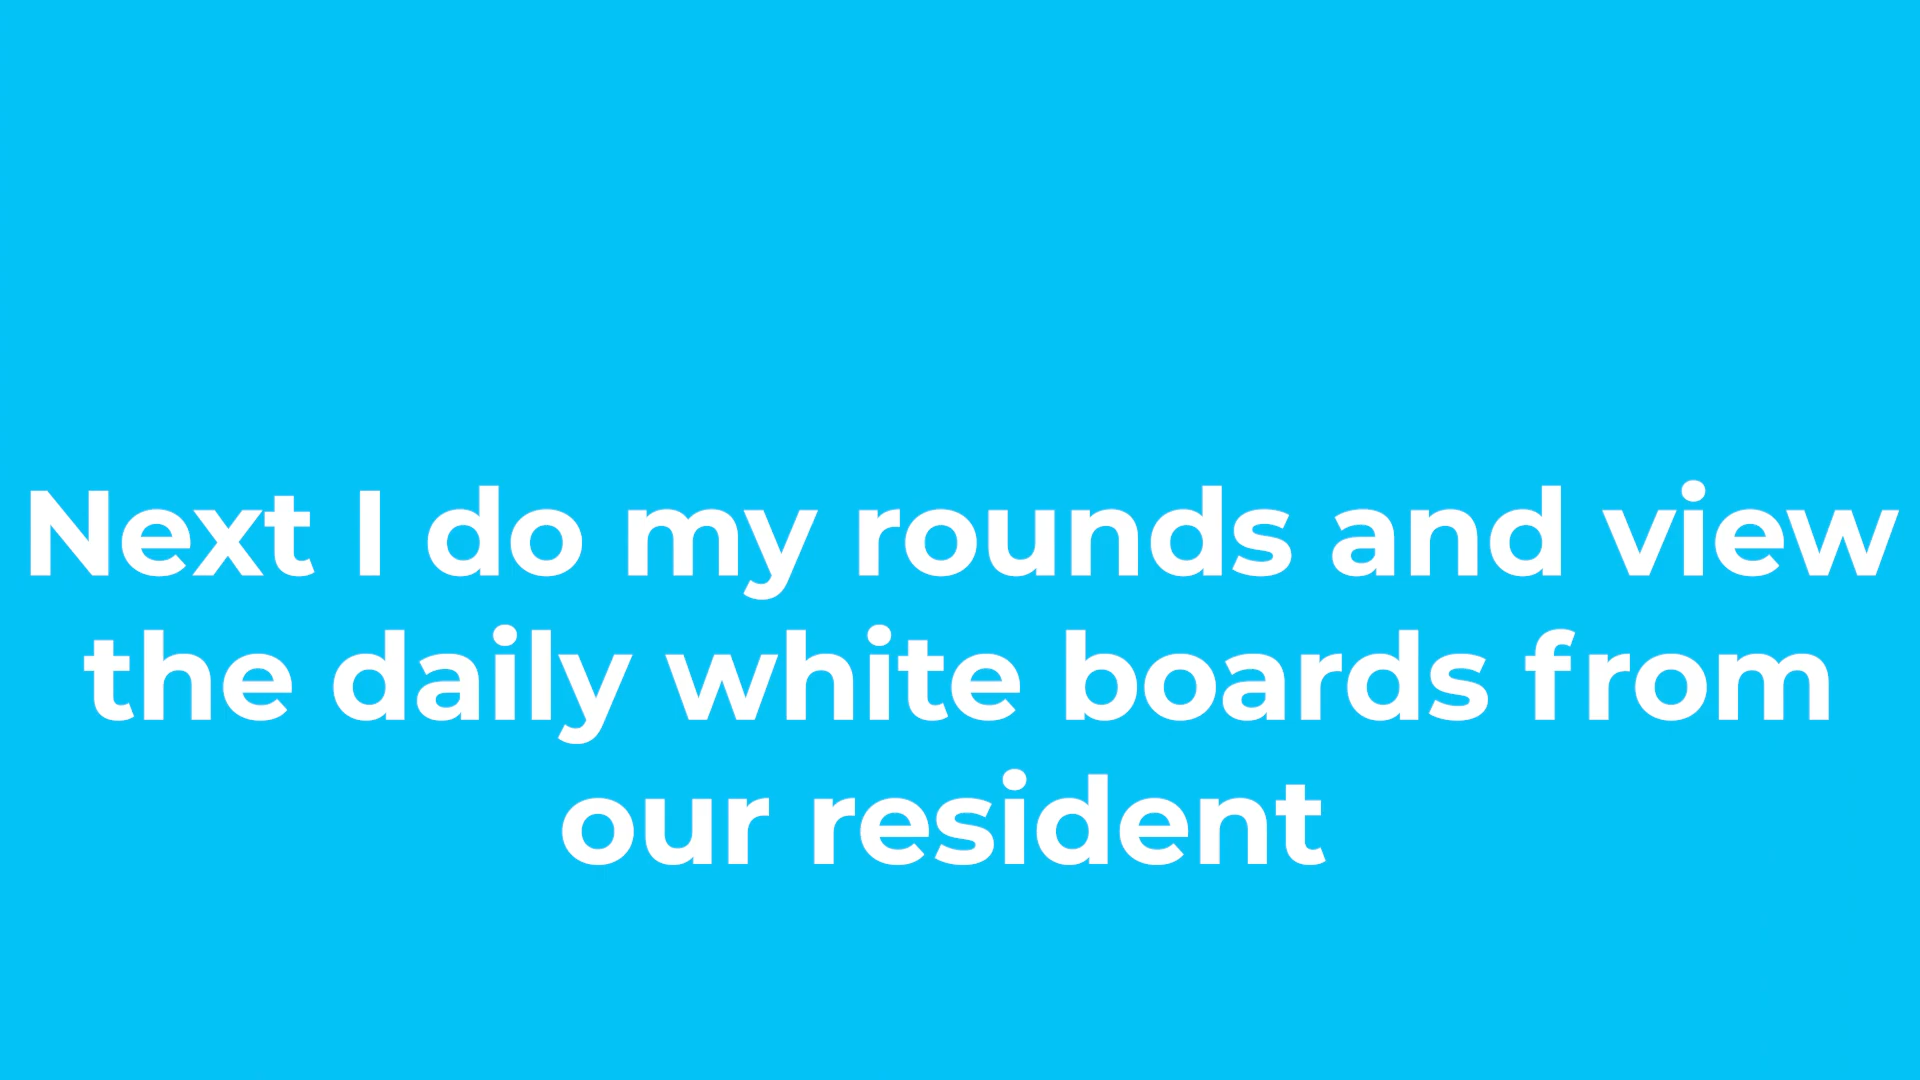 Next I do my rounds and view
the daily white boards from
our resident